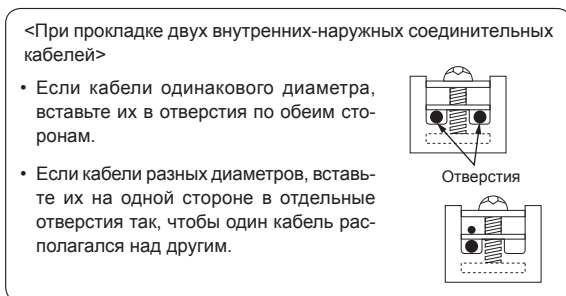 <При прокладке двух внутренних-наружных соединительных
кабелей>
• Если кабели одинакового диаметра,
вставьте их в отверстия по обеим сто-
ронам.
• Если кабели разных диаметров, вставь-
те их на одной стороне в отдельные
отверстия так, чтобы один кабель рас-
полагался над другим.
Отверстия